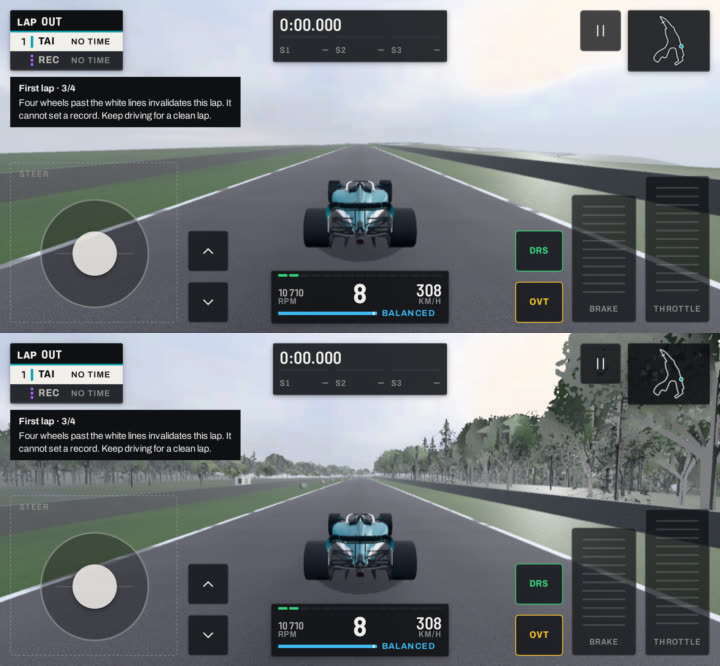 LAP OUT
1 TAI NO TIME
REC NO TIME
0:00.000
S1 – S2 – S3 –
First lap · 3/4
Four wheels past the white lines invalidates this lap. It
cannot set a record. Keep driving for a clean lap.
STEER
DRS
OVT
10710
RPM
8
308
KM/H
BALANCED
BRAKE
THROTTLE
LAP OUT
1 TAI NO TIME
REC NO TIME
0:00.000
S1 – S2 – S3 –
First lap · 3/4
Four wheels past the white lines invalidates this lap. It
cannot set a record. Keep driving for a clean lap.
STEER
DRS
OVT
10710
RPM
8
308
KM/H
BALANCED
BRAKE
THROTTLE